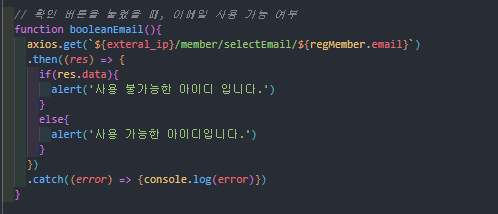 // 확인 버튼을 눌렀을 때, 이메일 사용 가능 여부
function booleanEmail(){
axios.get(`${exteral_ip}/member/selectEmail/${regMember.email}`)
.then((res) => {
if(res.data){
alert('사용 불가능한 아이디 입니다.')
}
else{
alert('사용 가능한 아이디입니다.')
}
})
.catch((error) => {console.log(error)})
}